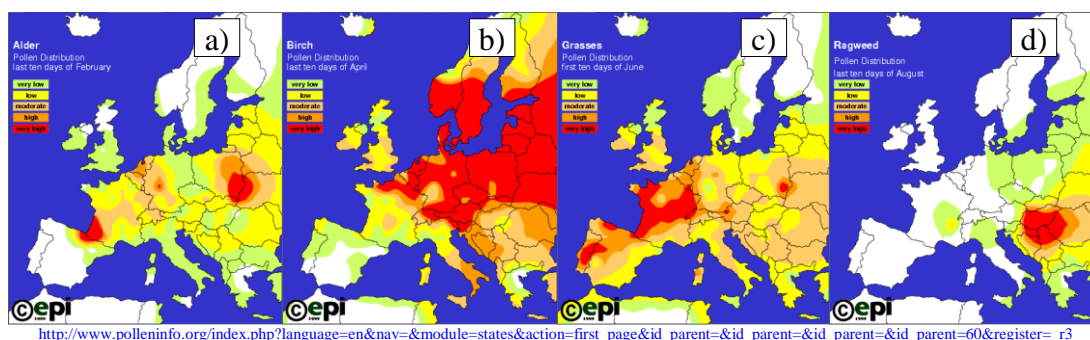 a)
Alder
Pollen Distribution
last ten days of February
very low
low
moderate
high
very high
©epi
1999
b)
Birch
Pollen Distribution
last ten days of April
very low
low
moderate
high
very high
©epi
1999
c)
Grasses
Pollen Distribution
first ten days of June
very low
low
moderate
high
very high
©epi
1999
d)
Ragweed
Pollen Distribution
last ten days of August
very low
low
moderate
high
very high
©epi
1999
http://www.polleninfo.org/index.php?language=en&nav=&module=states&action=first_page&id_parent=&id_parent=&id_parent=&id_parent=60&register=_r3